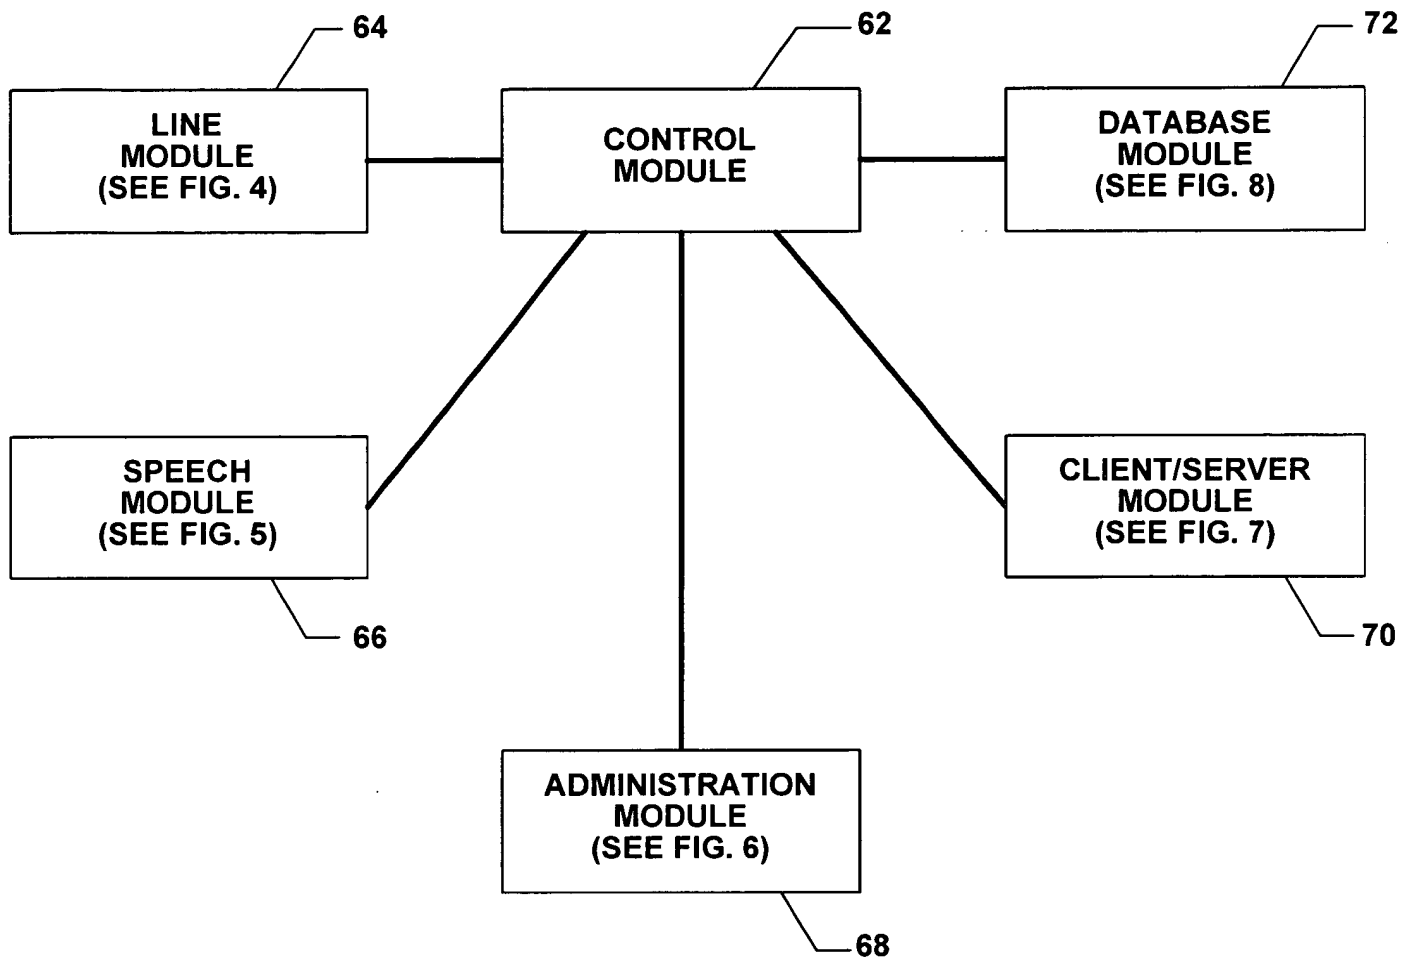 64
62
72
LINE
MODULE
(SEE FIG. 4)
CONTROL
MODULE
DATABASE
MODULE
(SEE FIG. 8)
SPEECH
MODULE
(SEE FIG. 5)
CLIENT/SERVER
MODULE
(SEE FIG. 7)
66
70
ADMINISTRATION
MODULE
(SEE FIG. 6)
68